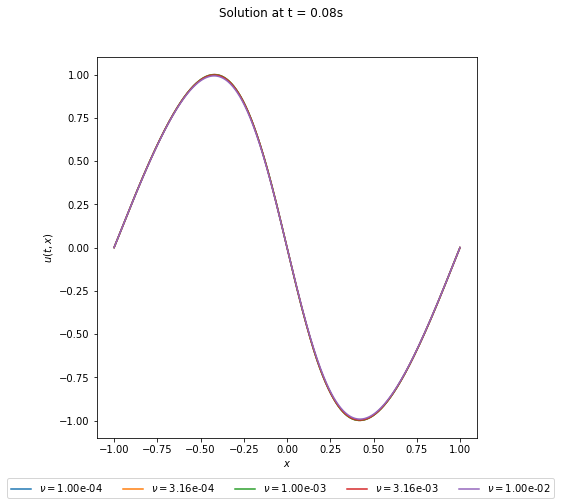 Solution at t = 0.08s
1.00
0.75
0.50
0.25
0.00
−0.25
−0.50
−0.75
−1.00
u(t, x)
−1.00 −0.75 −0.50 −0.25 0.00 0.25 0.50 0.75 1.00
x
ν = 1.00e-04 ν = 3.16e-04 ν = 1.00e-03 ν = 3.16e-03 ν = 1.00e-02